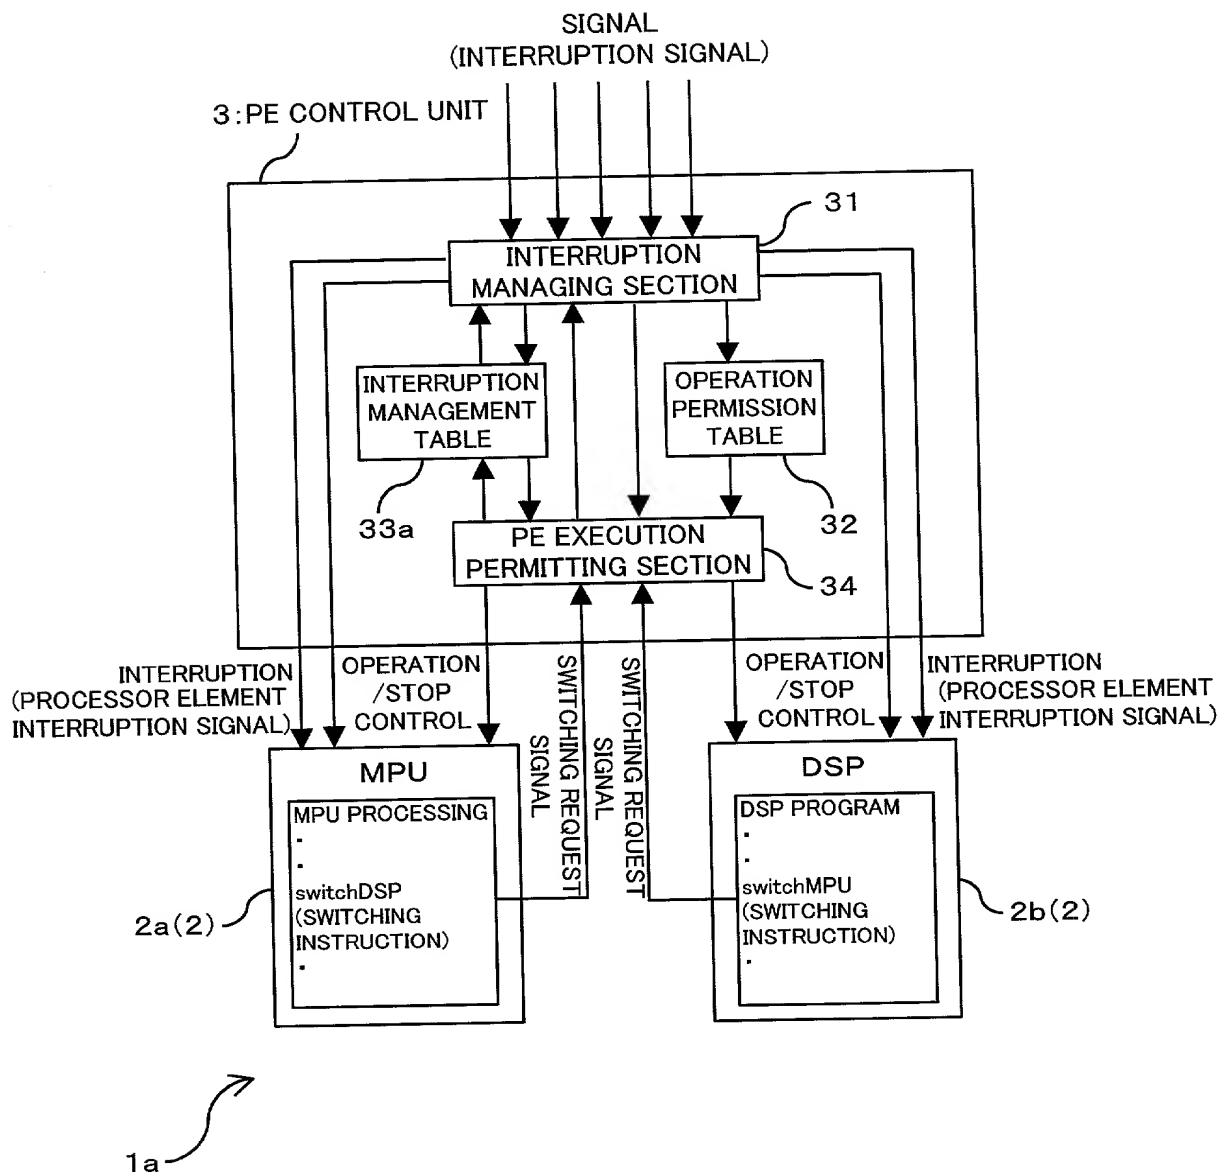 SIGNAL
(INTERRUPTION SIGNAL)
3:PE CONTROL UNIT
31
INTERRUPTION
MANAGING SECTION
INTERRUPTION
MANAGEMENT
TABLE
OPERATION
PERMISSION
TABLE
33a
32
PE EXECUTION
PERMITTING SECTION
34
INTERRUPTION
(PROCESSOR ELEMENT
INTERRUPTION SIGNAL)
OPERATION
/STOP
CONTROL
SWITCHING REQUEST
SIGNAL
SWITCHING REQUEST
SIGNAL
OPERATION
/STOP
CONTROL
INTERRUPTION
(PROCESSOR ELEMENT
INTERRUPTION SIGNAL)
MPU
MPU PROCESSING
.
.
switchDSP
(SWITCHING
INSTRUCTION)
.
2a(2)
DSP
DSP PROGRAM
.
.
switchMPU
(SWITCHING
INSTRUCTION)
.
2b(2)
1a